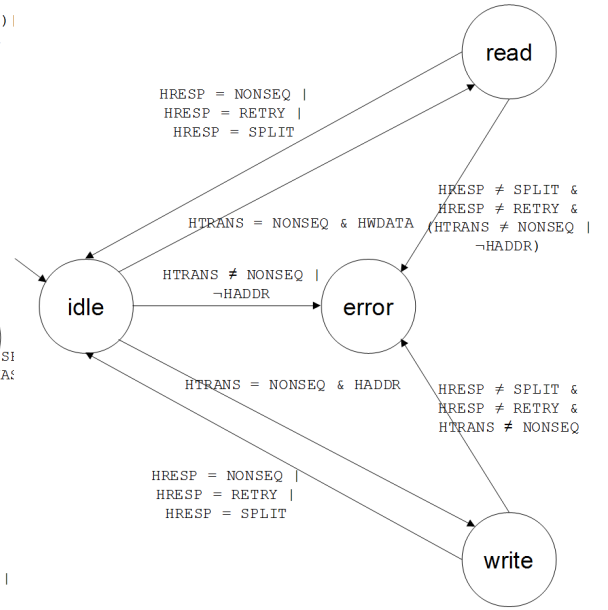 )|
read
HRESP = NONSEQ |
HRESP = RETRY |
HRESP = SPLIT
HRESP ≠ SPLIT &
HRESP ≠ RETRY &
(HTRANS ≠ NONSEQ |
¬HADDR)
HTRANS = NONSEQ & HWDATA
HTRANS ≠ NONSEQ |
¬HADDR
idle
error
HTRANS = NONSEQ & HADDR
HRESP ≠ SPLIT &
HRESP ≠ RETRY &
HTRANS ≠ NONSEQ
HRESP = NONSEQ |
HRESP = RETRY |
HRESP = SPLIT
write
|